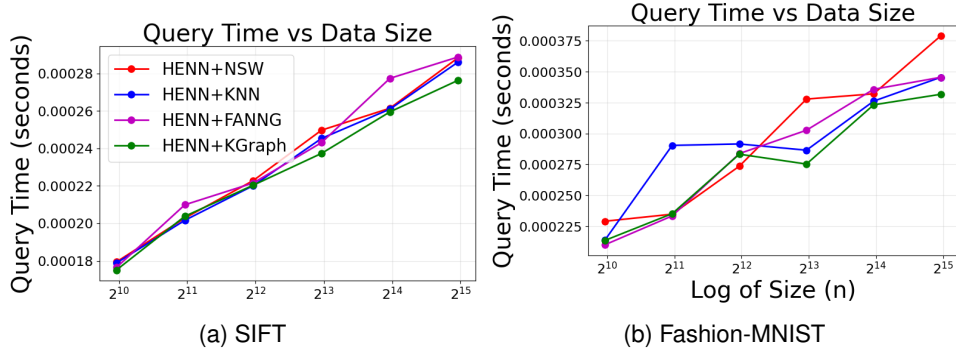 Query Time vs Data Size
Query Time (seconds)
0.00028
0.00026
0.00024
0.00022
0.00020
0.00018
HENN+NSW
HENN+KNN
HENN+FANNG
HENN+KGraph
2^10 2^11 2^12 2^13 2^14 2^15
(a) SIFT
Query Time vs Data Size
Query Time (seconds)
0.000375
0.000350
0.000325
0.000300
0.000275
0.000250
0.000225
2^10 2^11 2^12 2^13 2^14 2^15
Log of Size (n)
(b) Fashion-MNIST